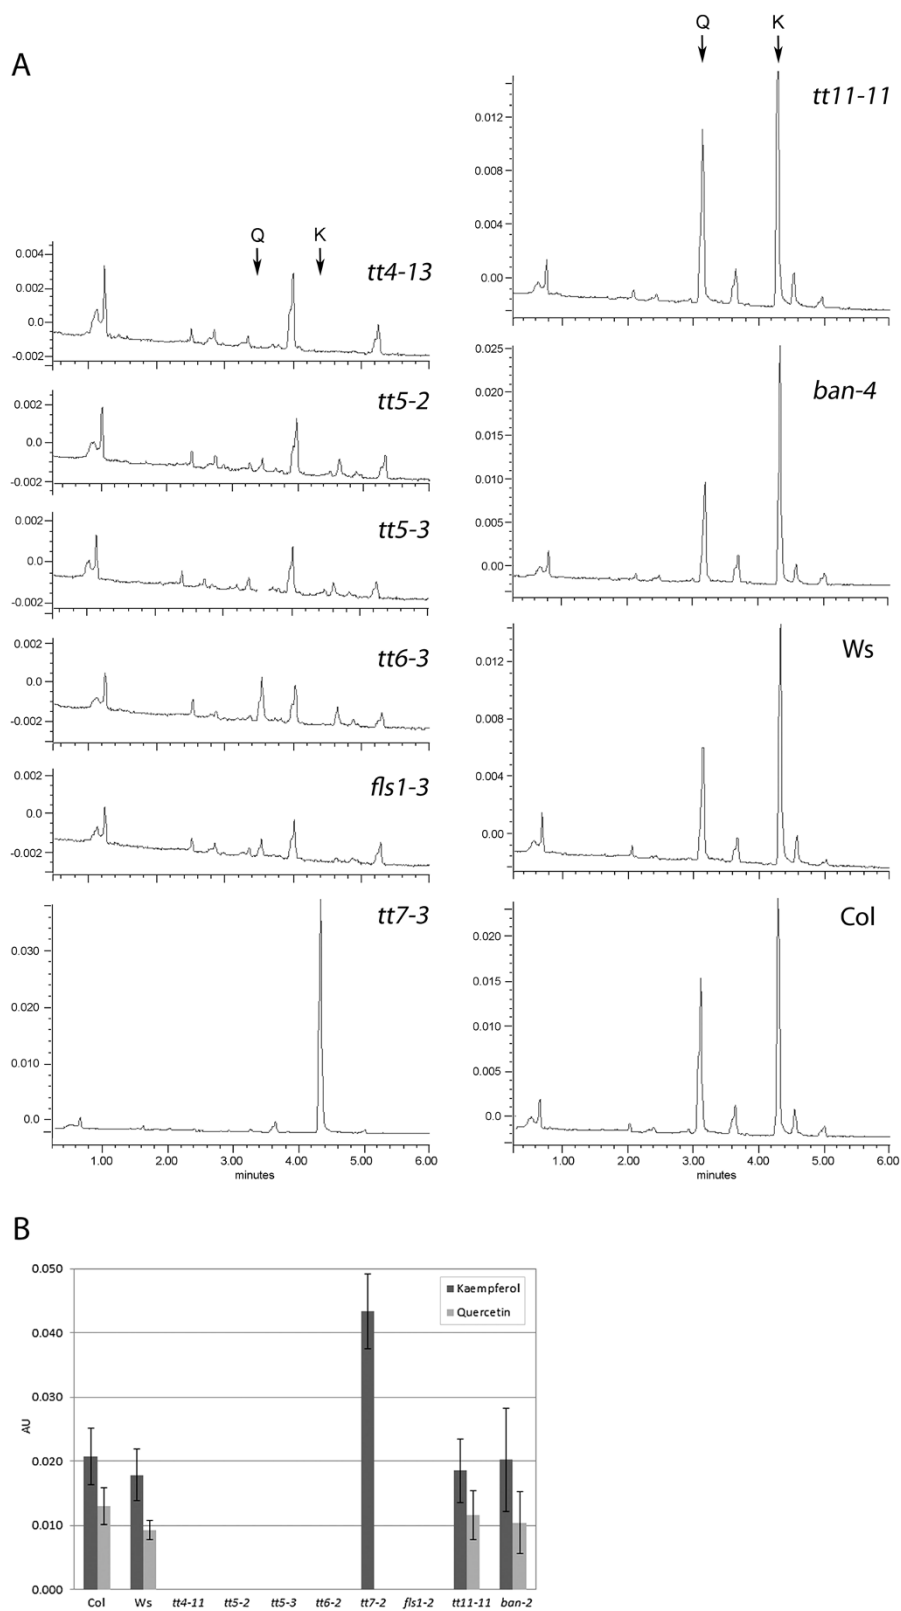 A
Q K
tt4-13
0.004
0.002
0.0
-0.002
tt5-2
0.002
0.0
-0.002
tt5-3
0.002
0.0
-0.002
tt6-3
0.002
0.0
-0.002
fls1-3
0.002
0.0
-0.002
tt7-3
0.030
0.020
0.010
0.0
1.00 2.00 3.00 4.00 5.00 6.00
minutes
Q K
tt11-11
0.012
0.008
0.004
0.00
ban-4
0.025
0.020
0.015
0.010
0.005
0.00
Ws
0.012
0.008
0.004
0.00
Col
0.020
0.015
0.010
0.005
0.0
1.00 2.00 3.00 4.00 5.00 6.00
minutes
B
0.050
0.040
0.030
0.020
0.010
0.000
AU
Kaempferol
Quercetin
Col Ws tt4-11 tt5-2 tt5-3 tt6-2 tt7-2 fls1-2 tt11-11 ban-2